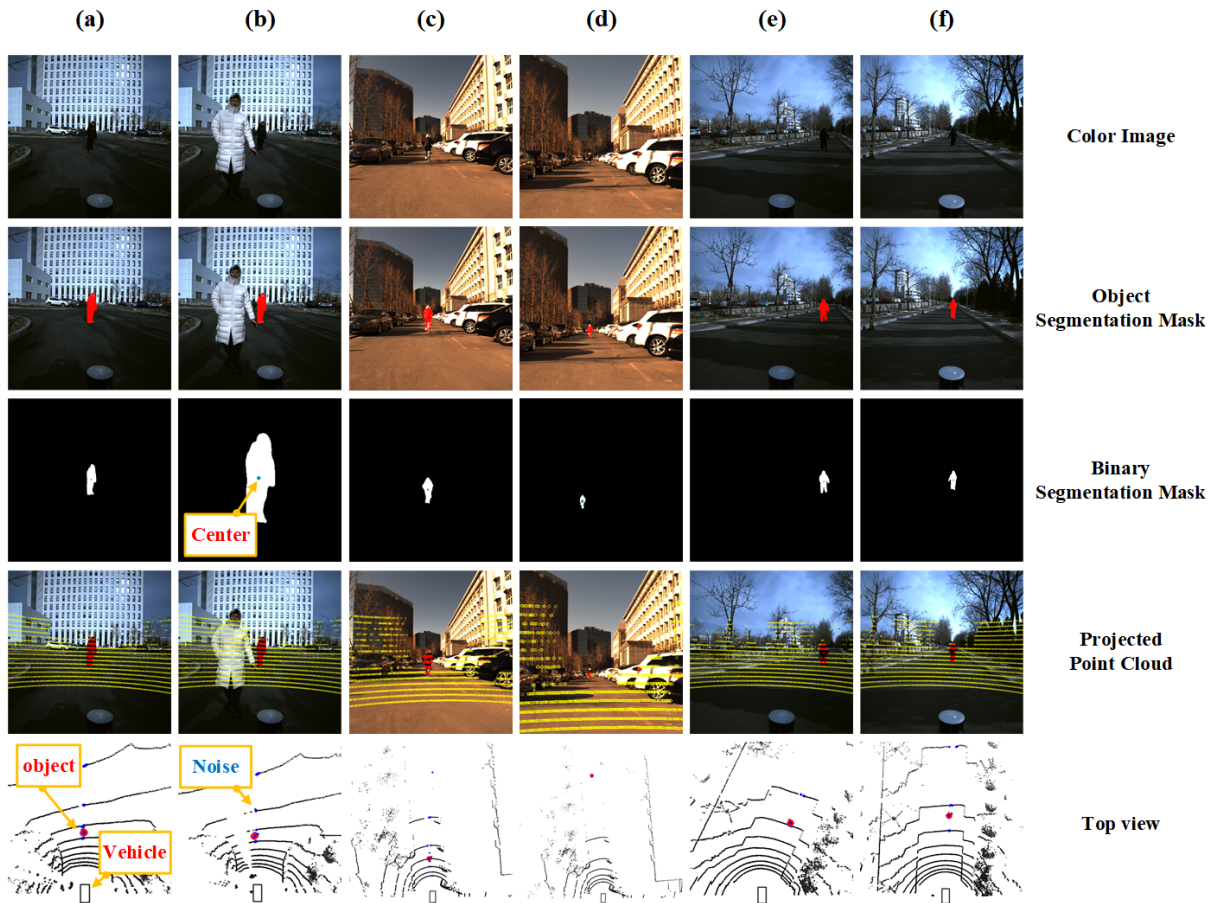 (a) (b) (c) (d) (e) (f)
Color Image
Object
Segmentation Mask
Binary
Segmentation Mask
Center
Projected
Point Cloud
object
Noise
Vehicle
Top view